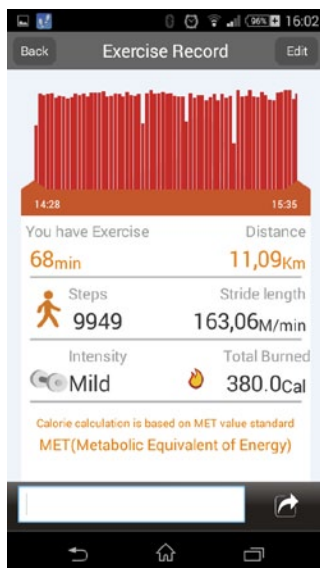 96% 16:02
Back Exercise Record Edit
14:28 15:35
You have Exercise Distance
68min 11,09Km
Steps Stride length
9949 163,06M/min
Intensity Total Burned
Mild 380.0Cal
Calorie calculation is based on MET value standard
MET(Metabolic Equivalent of Energy)